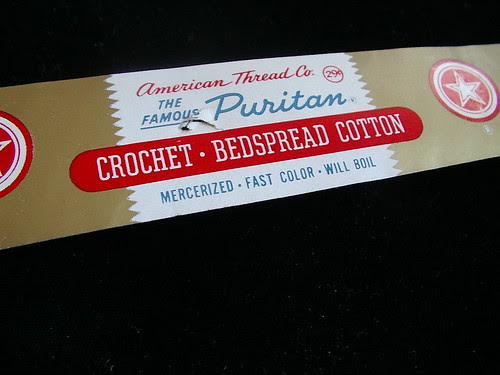 American Thread Co. 29¢
THE
FAMOUS Puritan
CROCHET · BEDSPREAD COTTON
MERCERIZED · FAST COLOR · WILL BOIL